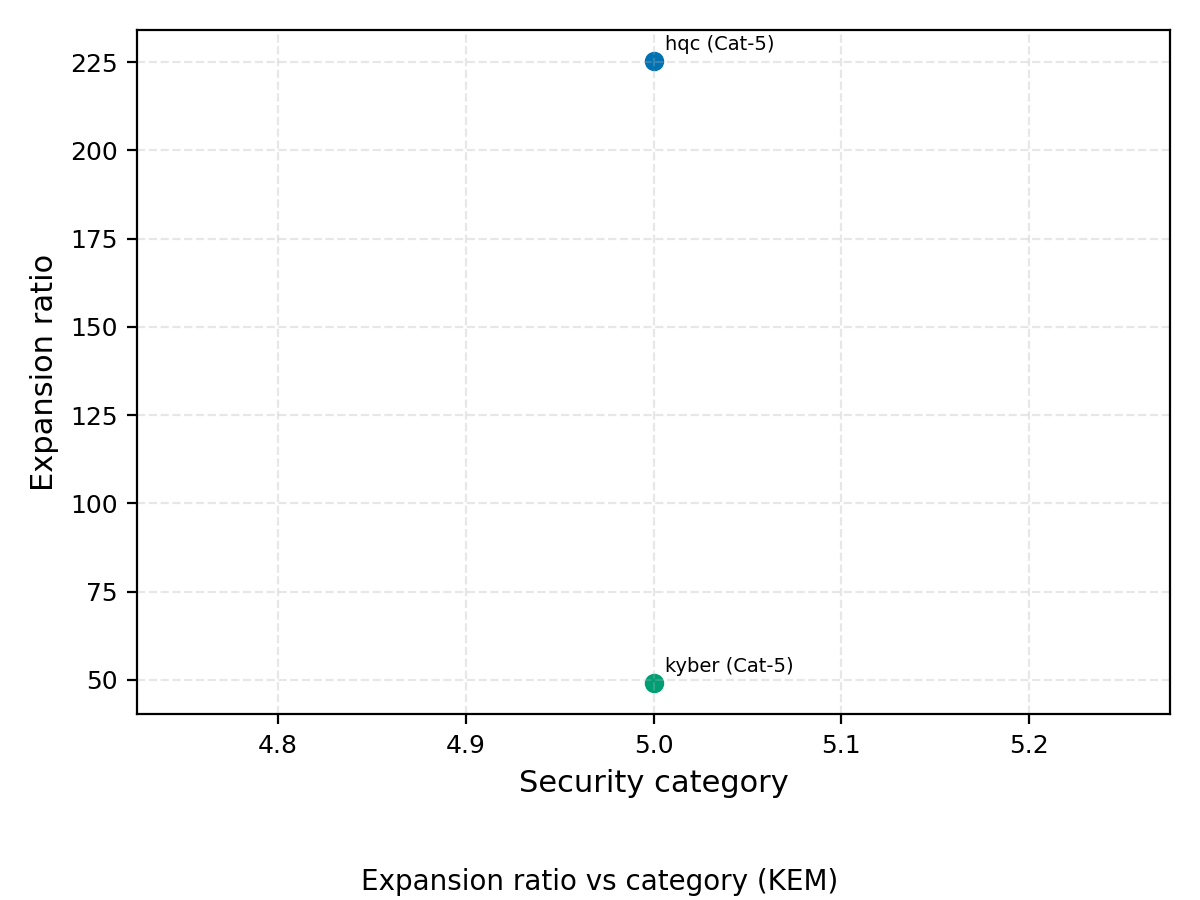 hqc (Cat-5)
225
200
175
150
125
100
75
50
Expansion ratio
kyber (Cat-5)
4.8 4.9 5.0 5.1 5.2
Security category
Expansion ratio vs category (KEM)